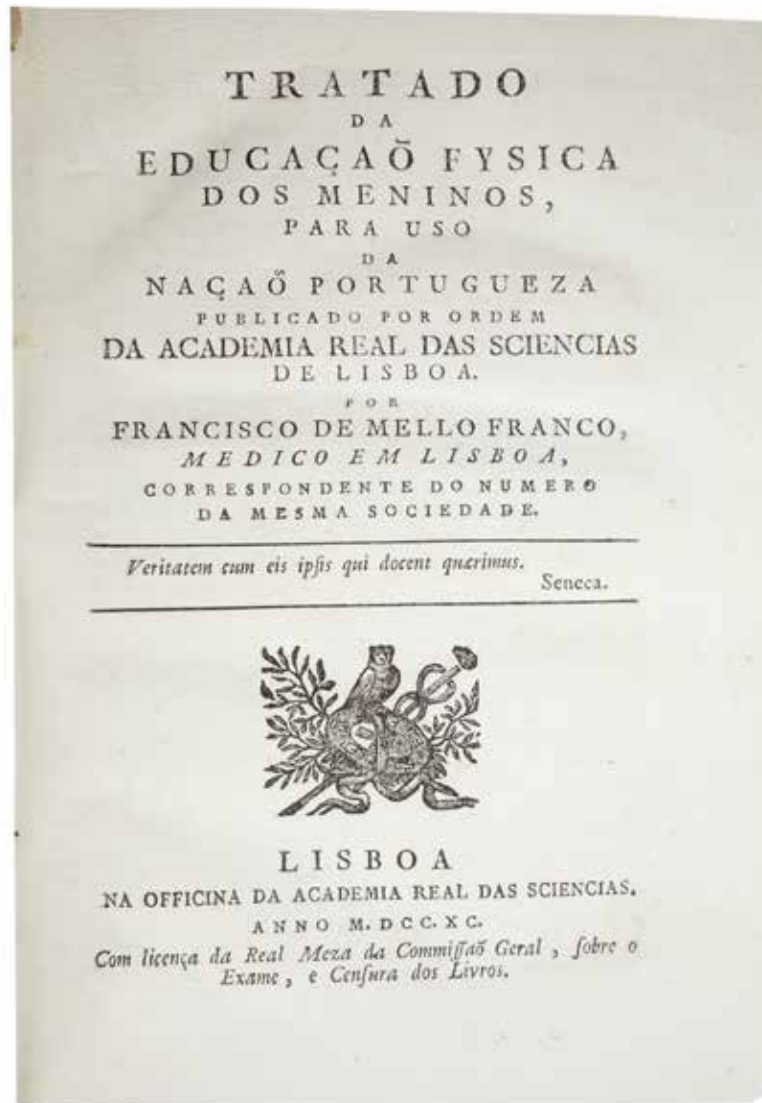 TRATADO
DA
EDUCAÇAÕ FYSICA
DOS MENINOS,
PARA USO
DA
NAÇAÕ PORTUGUEZA
PUBLICADO POR ORDEM
DA ACADEMIA REAL DAS SCIENCIAS
DE LISBOA.
POR
FRANCISCO DE MELLO FRANCO,
MEDICO EM LISBOA,
CORRESPONDENTE DO NUMERO
DA MESMA SOCIEDADE.
Veritatem cum eis ipſis qui docent quærimus.
Seneca.
LISBOA
NA OFFICINA DA ACADEMIA REAL DAS SCIENCIAS.
ANNO M. DCC. XC.
Com licença da Real Meza da Commiſſaõ Geral, ſobre o
Exame, e Cenſura dos Livros.